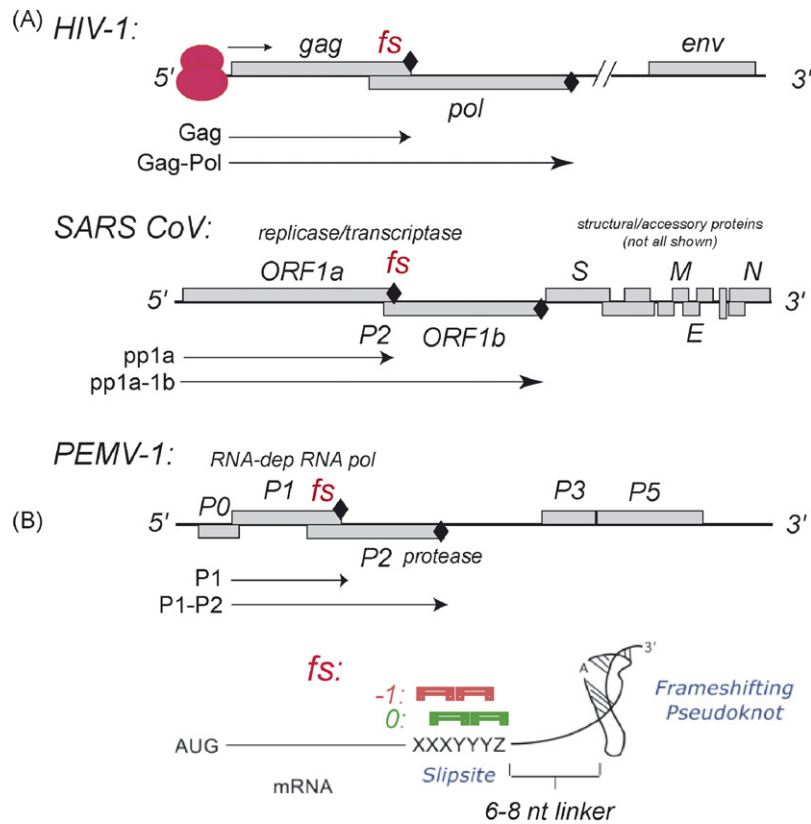 (A) HIV-1:
gag fs env
5' 3'
pol
Gag
Gag-Pol
SARS CoV:
replicase/transcriptase
structural/accessory proteins
(not all shown)
ORF1a fs S M N
5' 3'
P2 ORF1b E
pp1a
pp1a-1b
PEMV-1:
RNA-dep RNA pol
P0 P1 fs P3 P5
(B) 5' 3'
P2 protease
P1
P1-P2
fs:
3'
A
-1:
0:
Frameshifting
Pseudoknot
AUG XXXYYYZ
mRNA Slipsite
6-8 nt linker